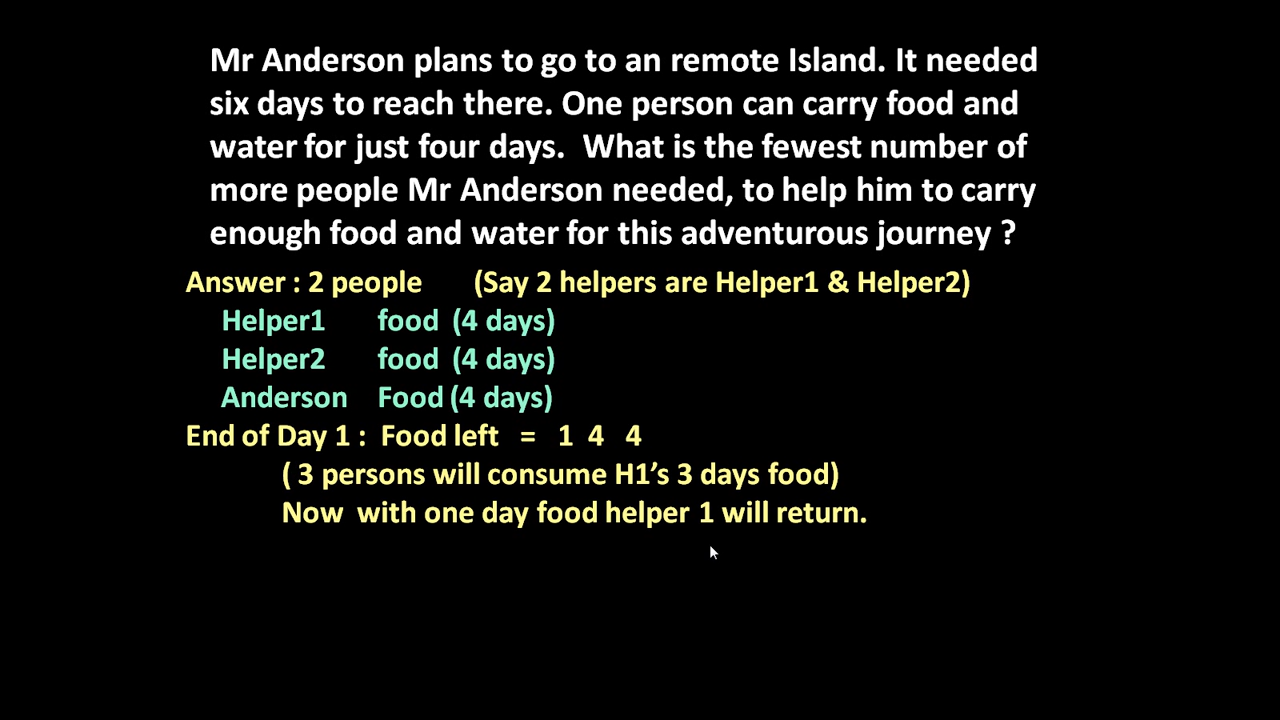 Mr Anderson plans to go to an remote Island. It needed
six days to reach there. One person can carry food and
water for just four days. What is the fewest number of
more people Mr Anderson needed, to help him to carry
enough food and water for this adventurous journey ?
Answer : 2 people (Say 2 helpers are Helper1 & Helper2)
Helper1 food (4 days)
Helper2 food (4 days)
Anderson Food (4 days)
End of Day 1 : Food left = 1 4 4
( 3 persons will consume H1’s 3 days food)
Now with one day food helper 1 will return.